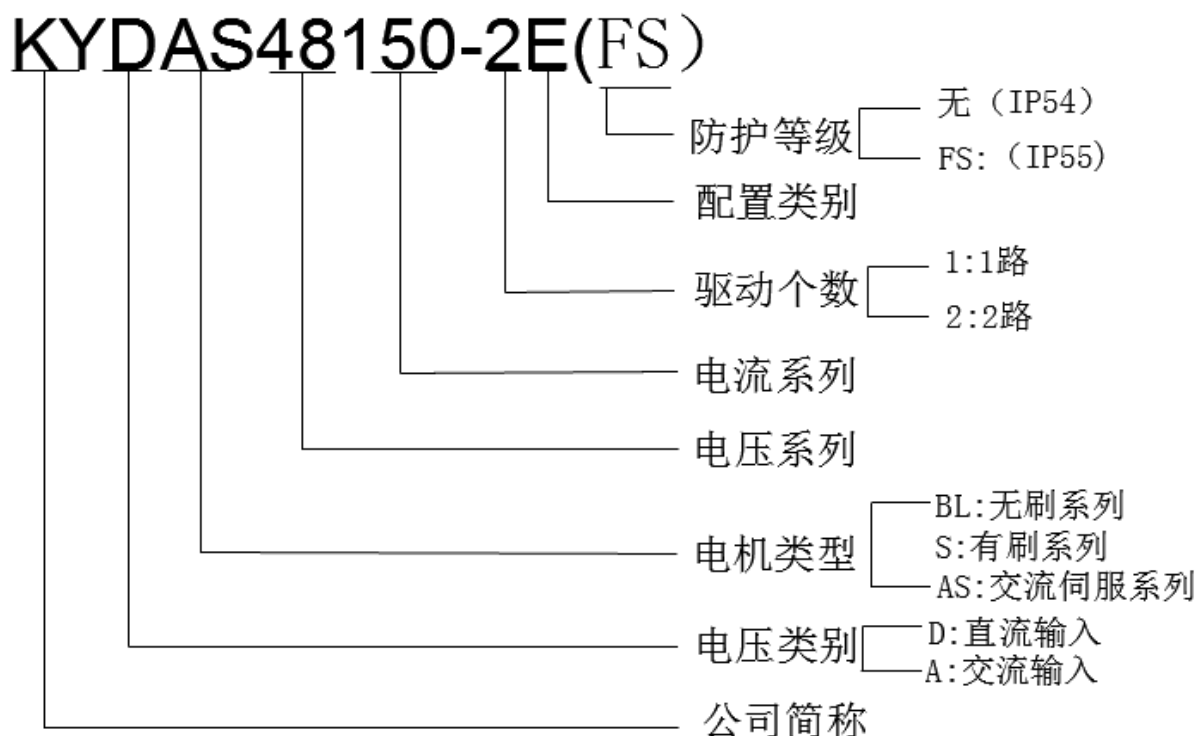 KYDAS48150-2E(FS）
防护等级
无（IP54）
FS:（IP55)
配置类别
驱动个数
1:1路
2:2路
电流系列
电压系列
电机类型
BL:无刷系列
S:有刷系列
AS:交流伺服系列
电压类别
D:直流输入
A:交流输入
公司简称